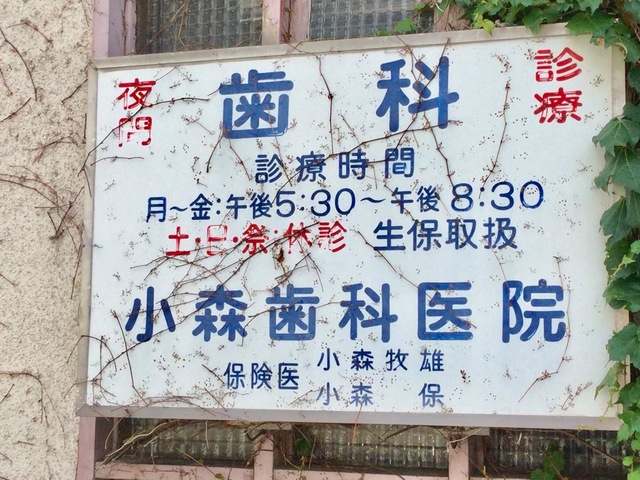 夜間 歯科 診療
診療時間
月~金:午後5:30~午後8:30
土・日・祭:休診 生保取扱
小森歯科医院
保険医 小森牧雄
小森 保